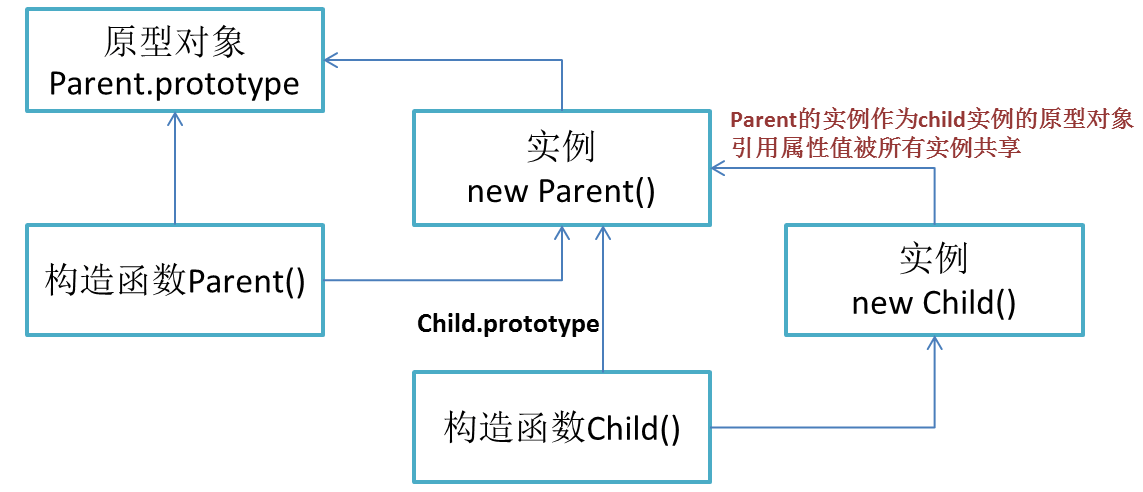 原型对象
Parent.prototype
实例
new Parent()
Parent的实例作为child实例的原型对象
引用属性值被所有实例共享
构造函数Parent()
实例
new Child()
Child.prototype
构造函数Child()